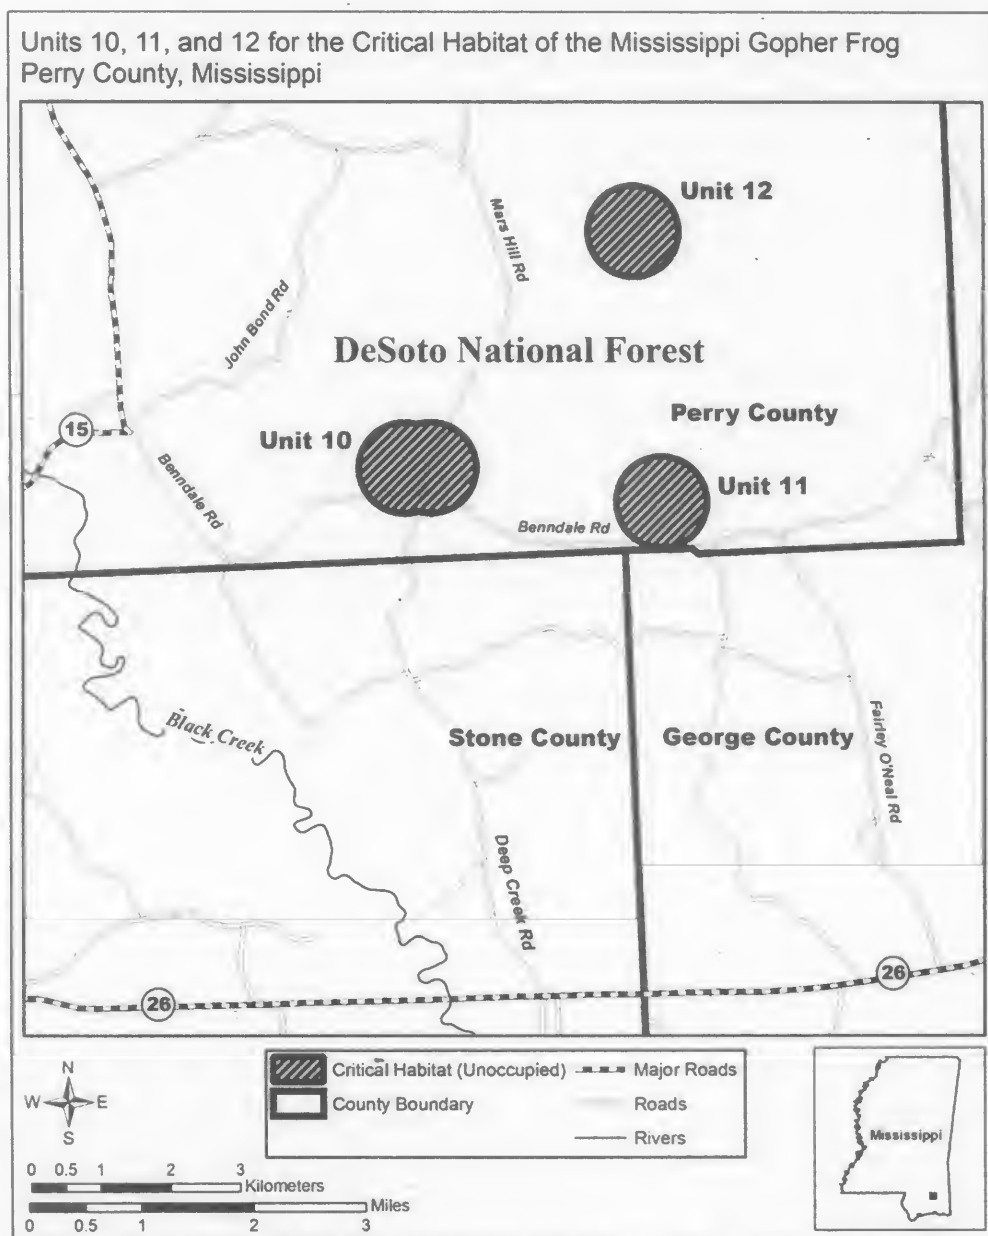 Units 10, 11, and 12 for the Critical Habitat of the Mississippi Gopher Frog
Perry County, Mississippi
Unit 12
Mars Hill Rd
John Bond Rd
DeSoto National Forest
Perry County
15
Unit 10
Unit 11
Benndale Rd
Benndale Rd
Black Creek
Stone County
George County
Fairley O'Neal Rd
Deep Creek Rd
26
26
N
W E
S
Critical Habitat (Unoccupied)
County Boundary
Major Roads
Roads
Rivers
Mississippi
0 0.5 1 2 3
Kilometers
Miles
0 0.5 1 2 3